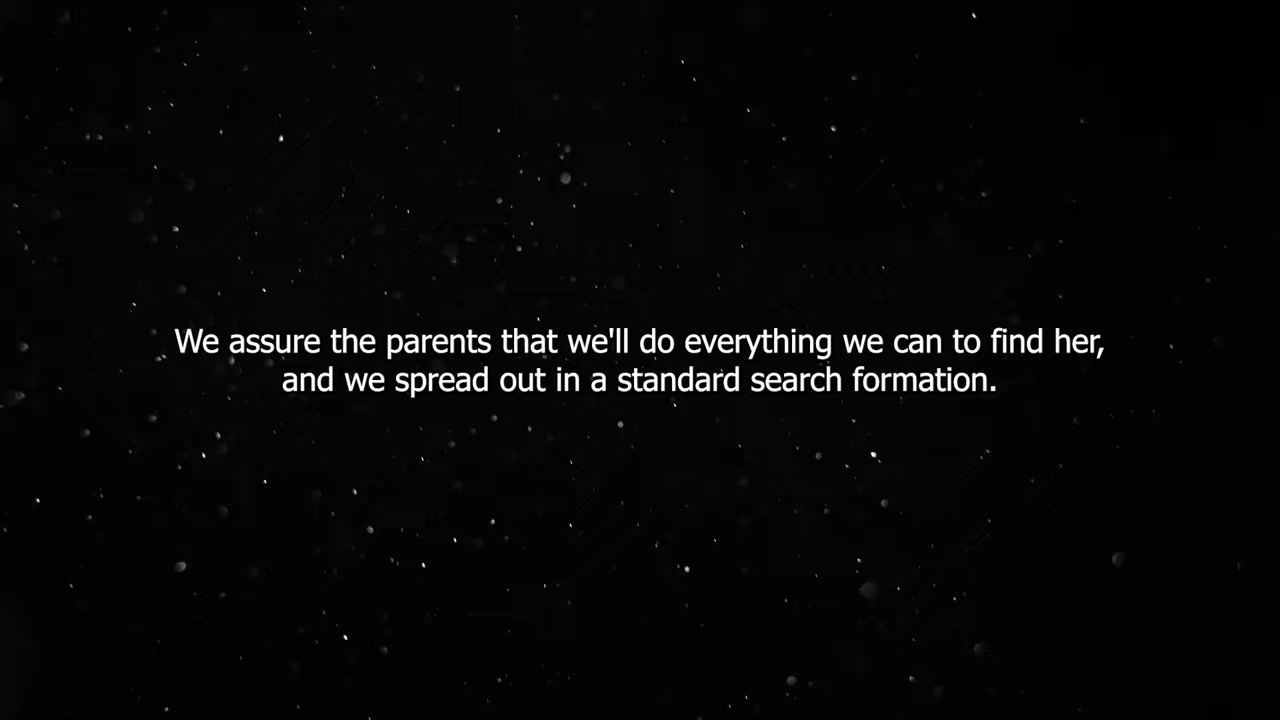 We assure the parents that we'll do everything we can to find her,
and we spread out in a standard search formation.